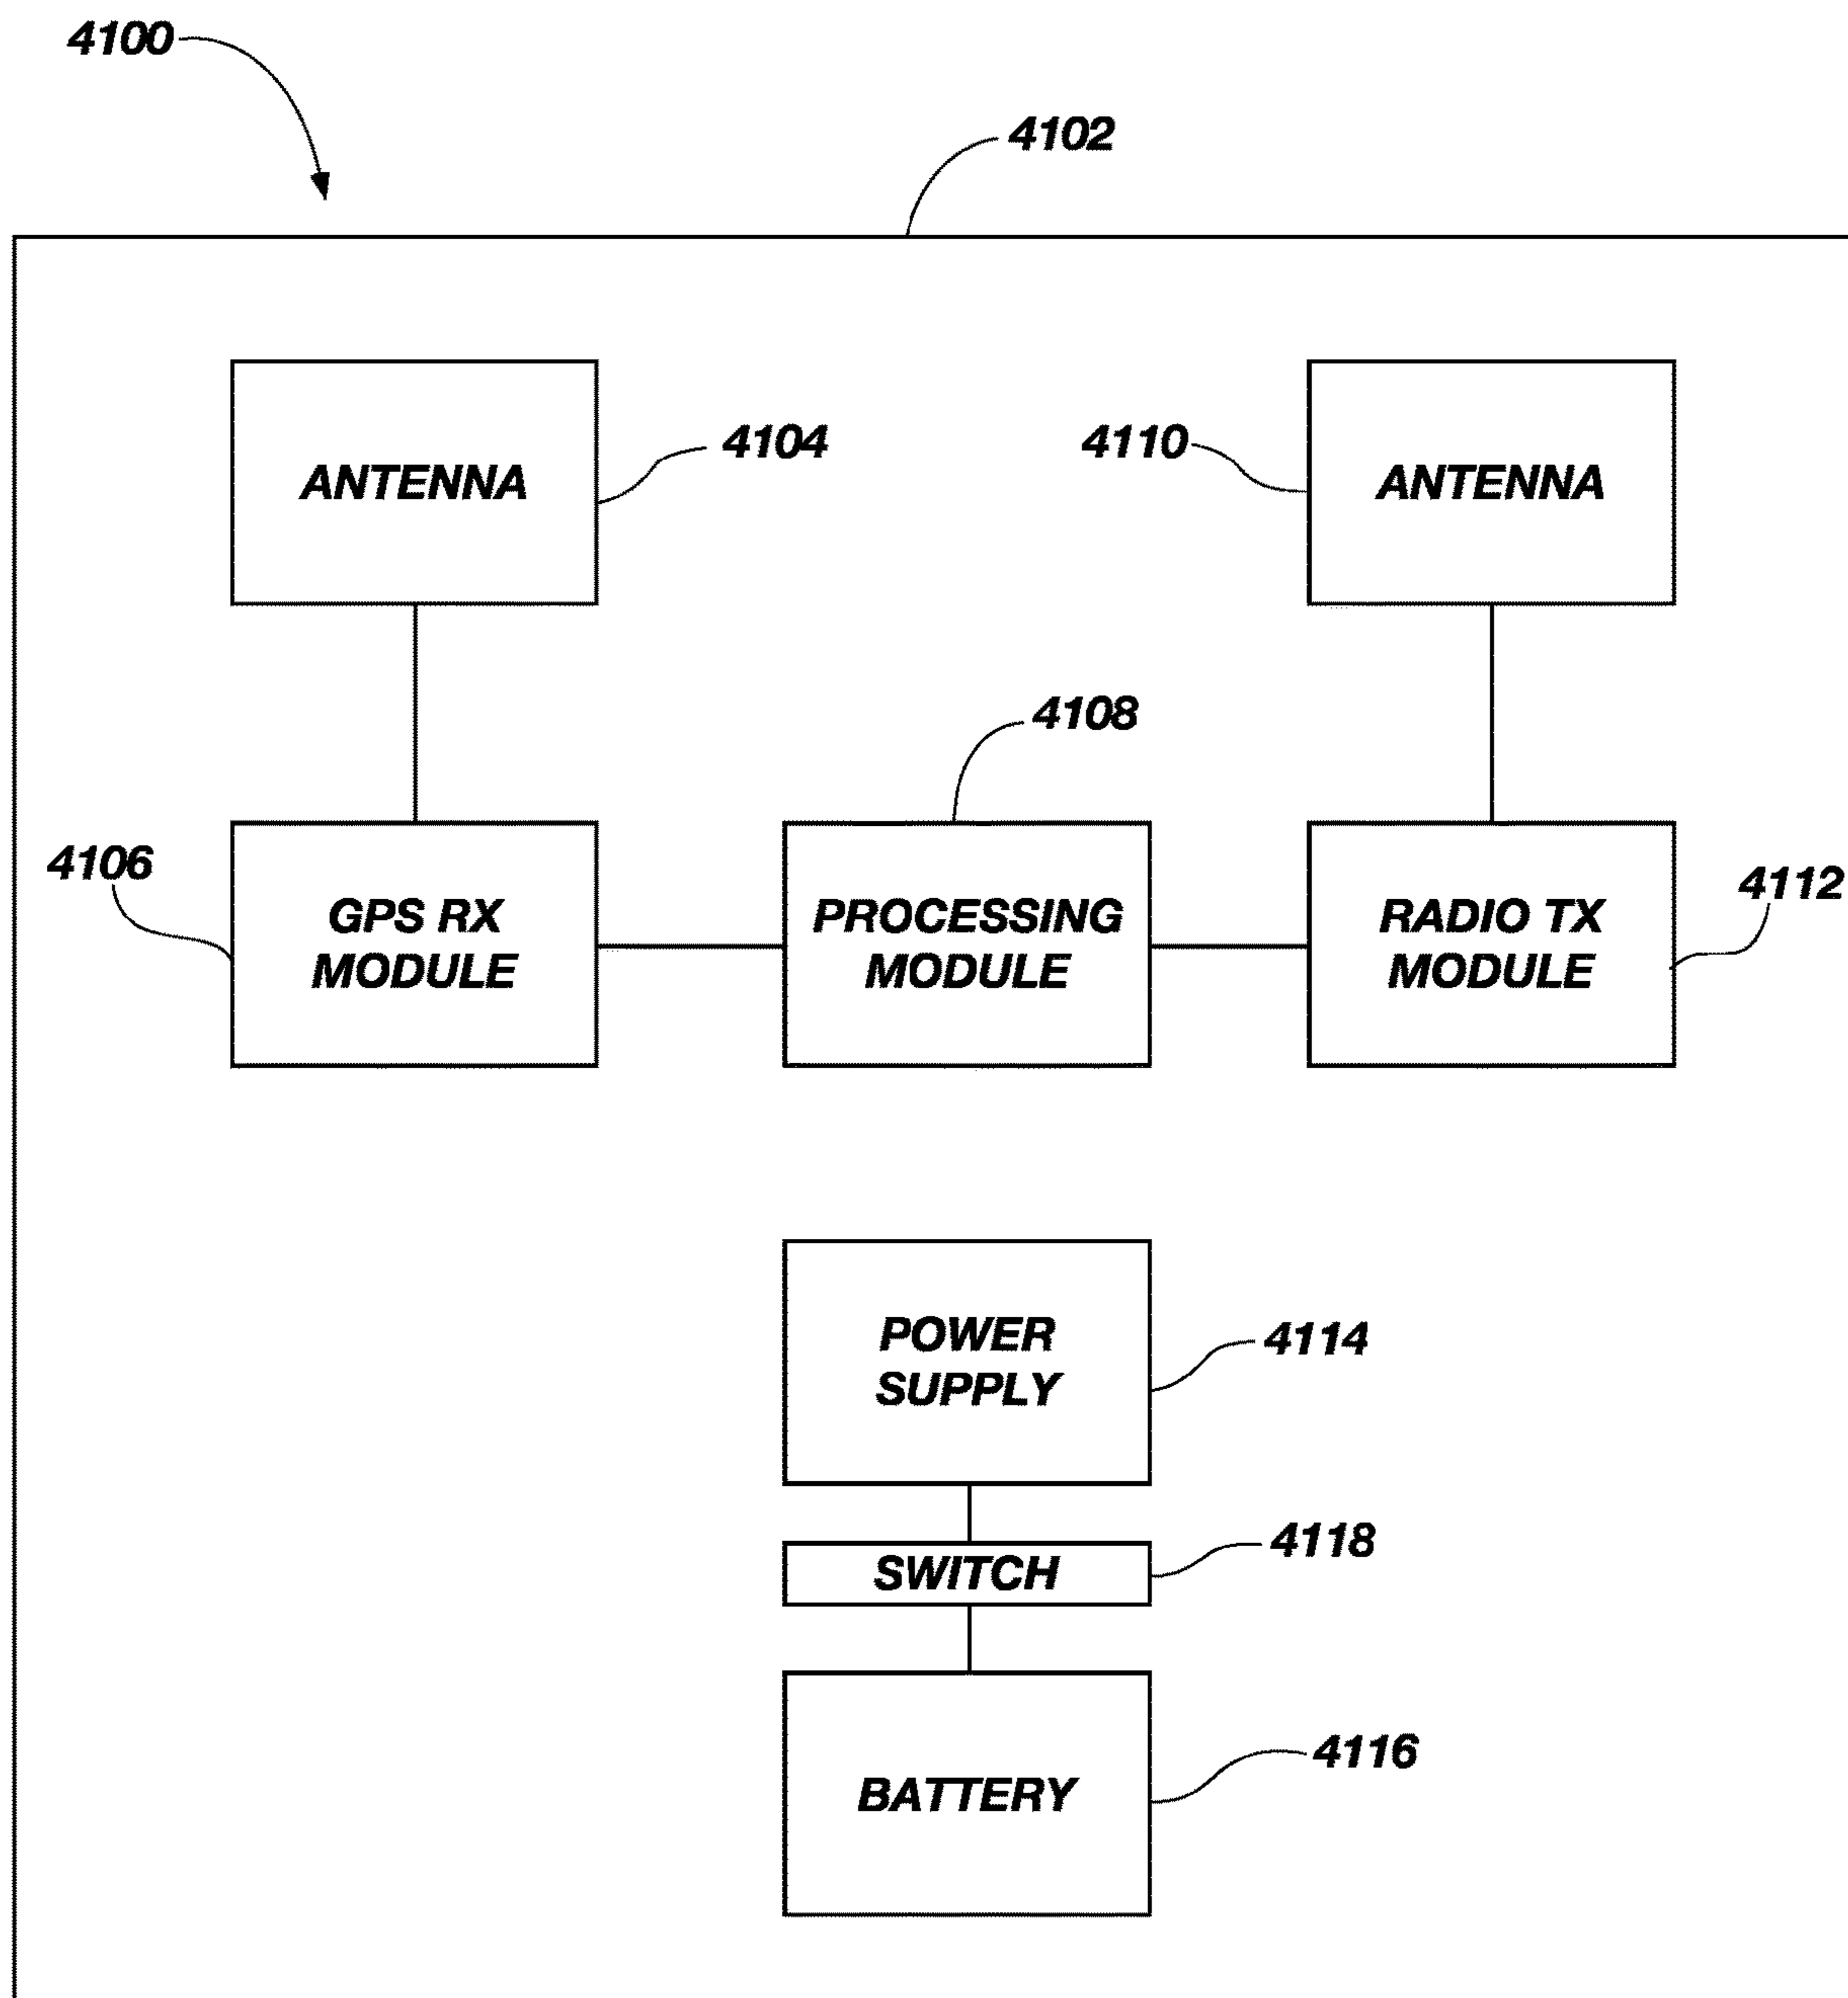 4100
4102
ANTENNA
4104
4110
ANTENNA
4108
4106
GPS RX
MODULE
PROCESSING
MODULE
RADIO TX
MODULE
4112
POWER
SUPPLY
4114
SWITCH
4118
BATTERY
4116